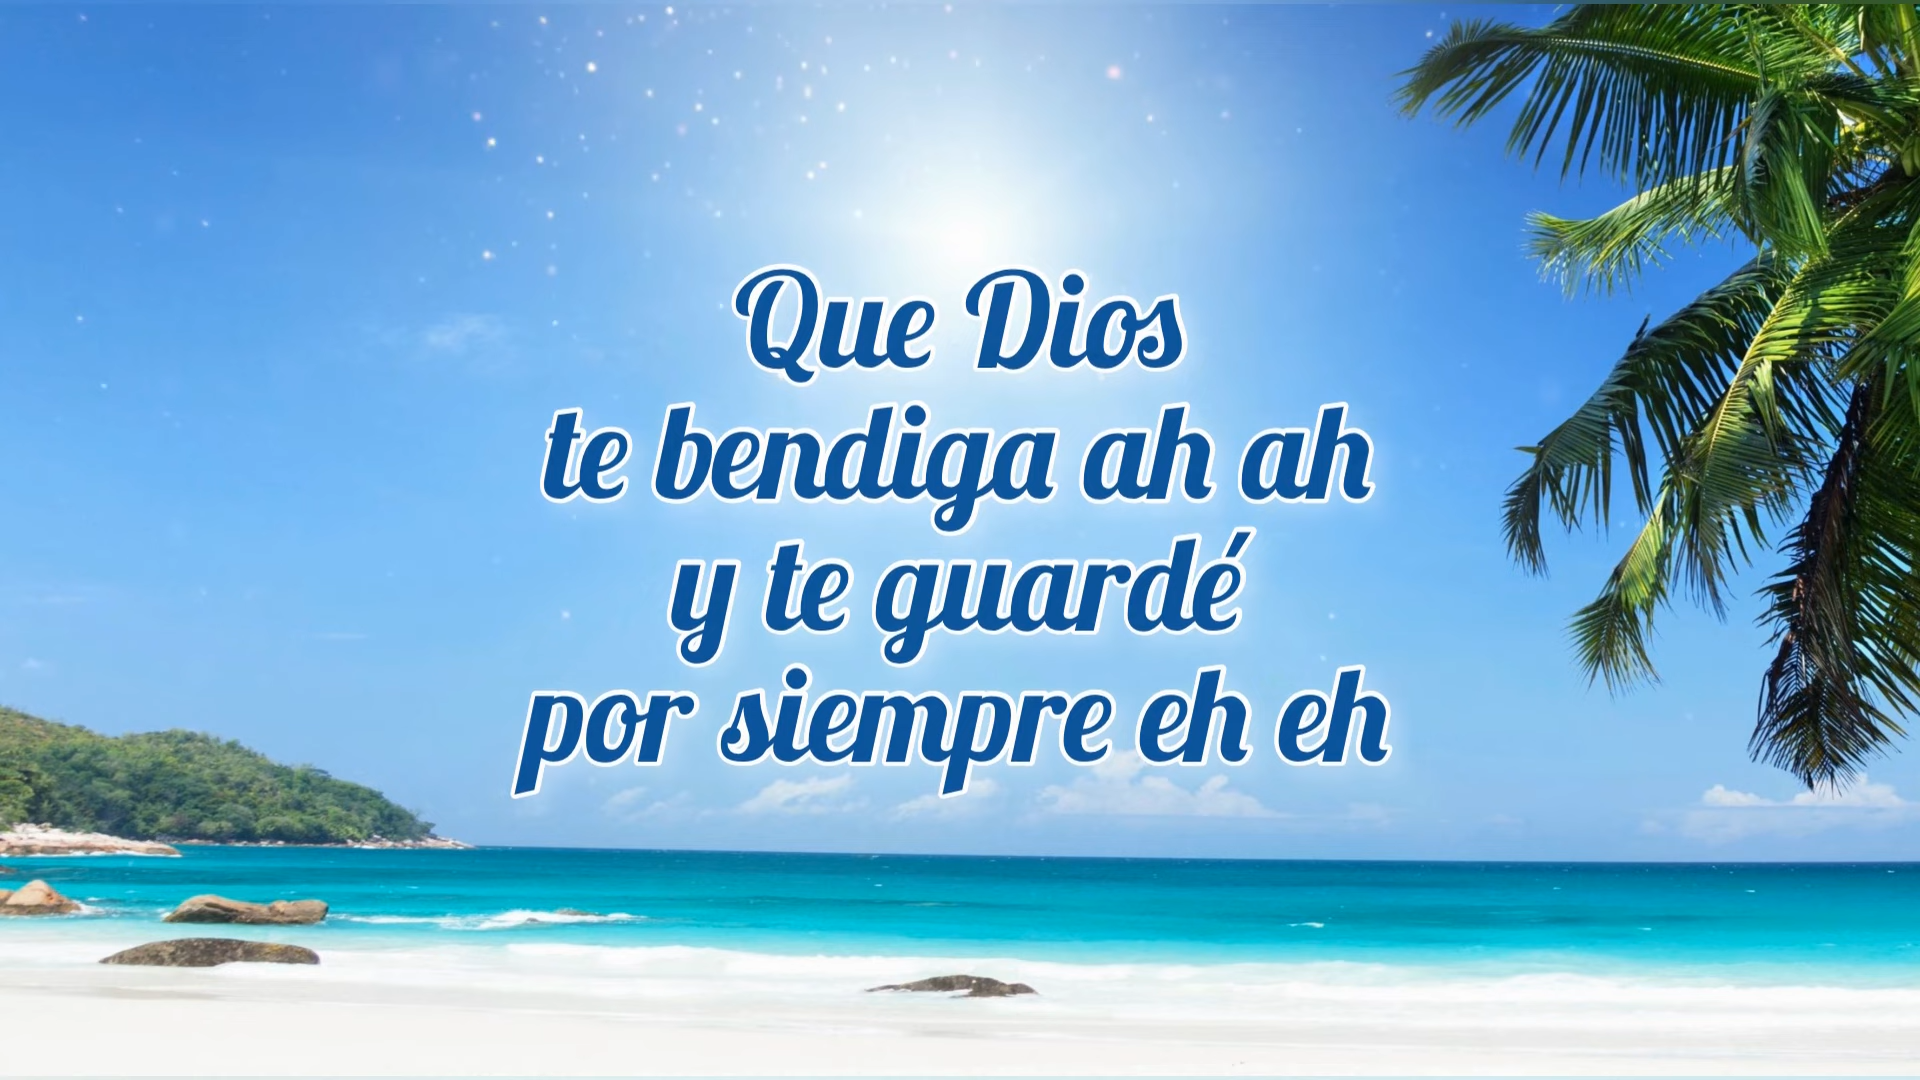 Que Dios
te bendiga ah ah
y te guardé
por siempre eh eh